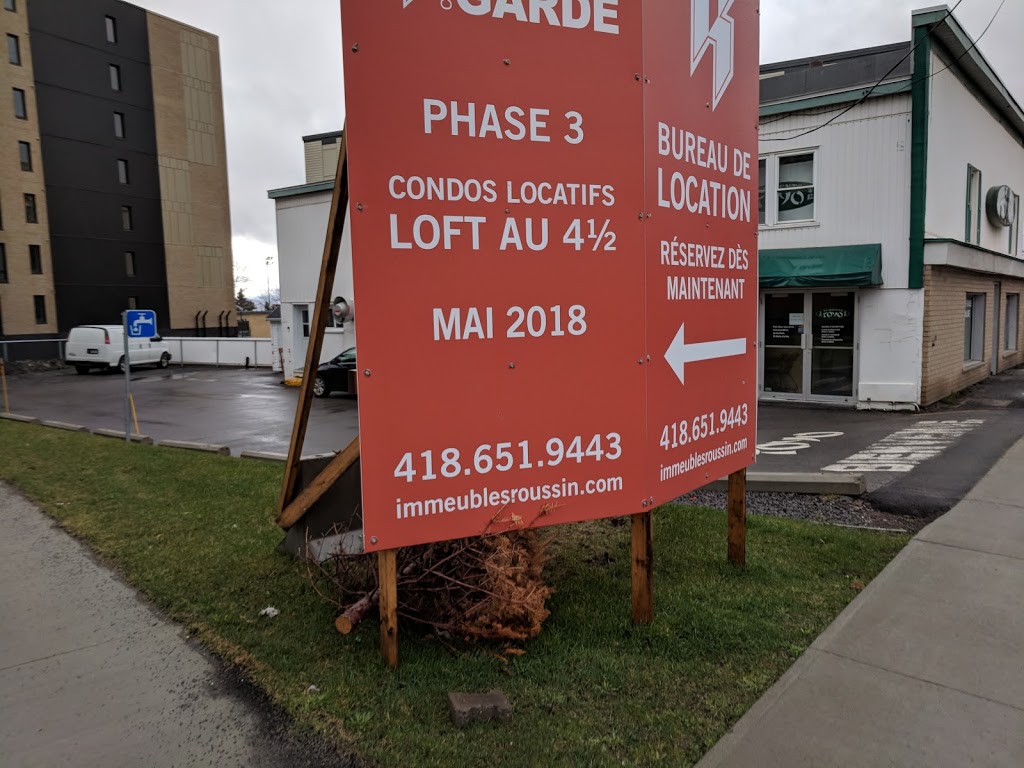 GARDE
PHASE 3
CONDOS LOCATIFS
LOFT AU 4½
MAI 2018
418.651.9443
immeublesroussin.com
BUREAU DE
LOCATION
RÉSERVEZ DÈS
MAINTENANT
418.651.9443
immeublesroussin.com